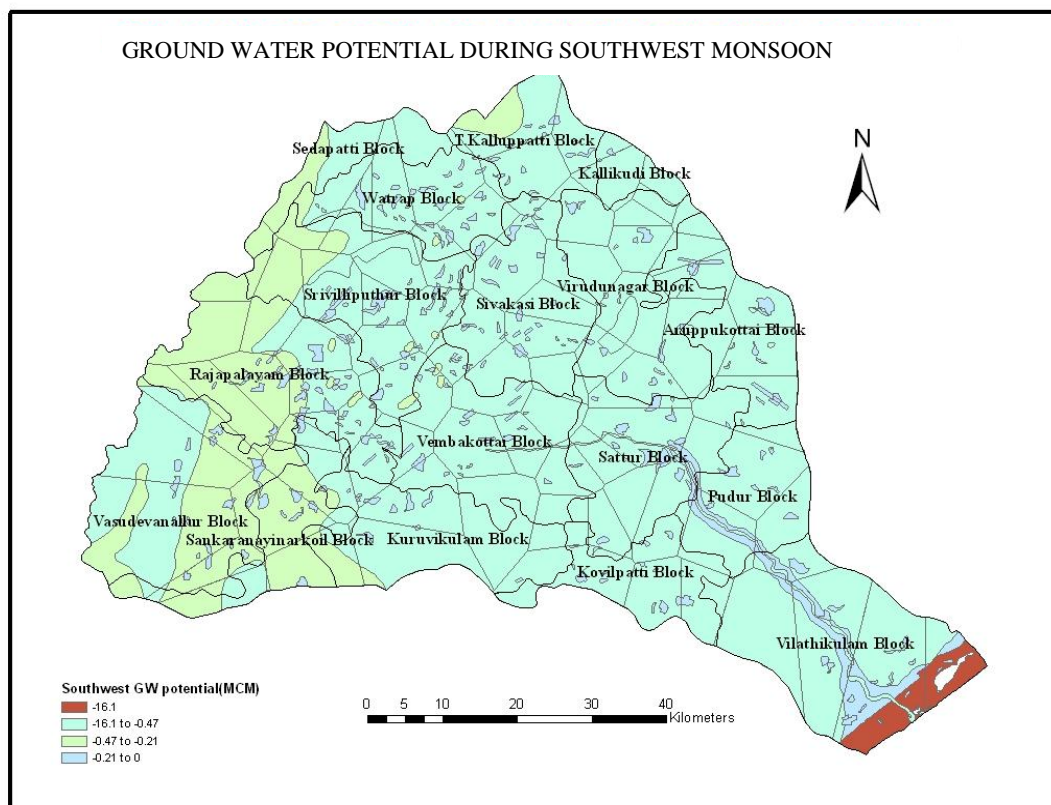 GROUND WATER POTENTIAL DURING SOUTHWEST MONSOON
N
Sedapatti Block
T.Kalluppatti Block
Kallikudi Block
Watrap Block
Srivilliputhur Block
Sivakasi Block
Virudunagar Block
Aruppukottai Block
Rajapalayam Block
Vembakottai Block
Sattur Block
Pudur Block
Vasudevanallur Block
Sankaranayinarkoil Block
Kuruvikulam Block
Kovilpatti Block
Vilathikulam Block
Southwest GW potential(MCM)
-16.1
-16.1 to -0.47
-0.47 to -0.21
-0.21 to 0
0 5 10 20 30 40
Kilometers